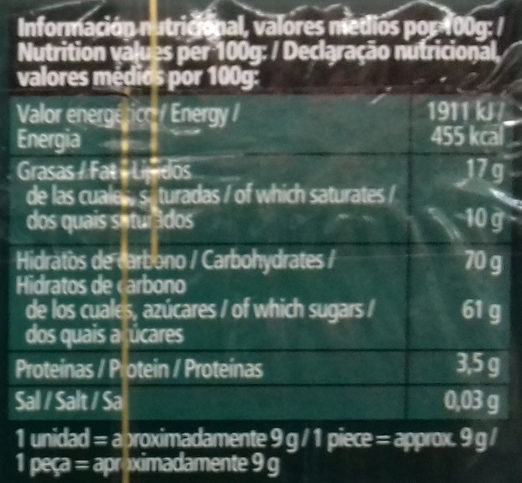 Información nutricional, valores medios por 100g: /
Nutrition values per 100g: / Declaração nutricional,
valores médios por 100g:
Valor energético / Energy / 1911 kJ /
Energia 455 kcal
Grasas / Fat / Lípidos 17 g
de las cuales, saturadas / of which saturates /
dos quais saturados 10 g
Hidratos de carbono / Carbohydrates / 70 g
Hidratos de carbono
de los cuales, azúcares / of which sugars / 61 g
dos quais açúcares
Proteinas / Protein / Proteínas 3,5 g
Sal / Salt / Sal 0,03 g
1 unidad = aproximadamente 9 g / 1 piece = approx. 9 g /
1 peça = aproximadamente 9 g